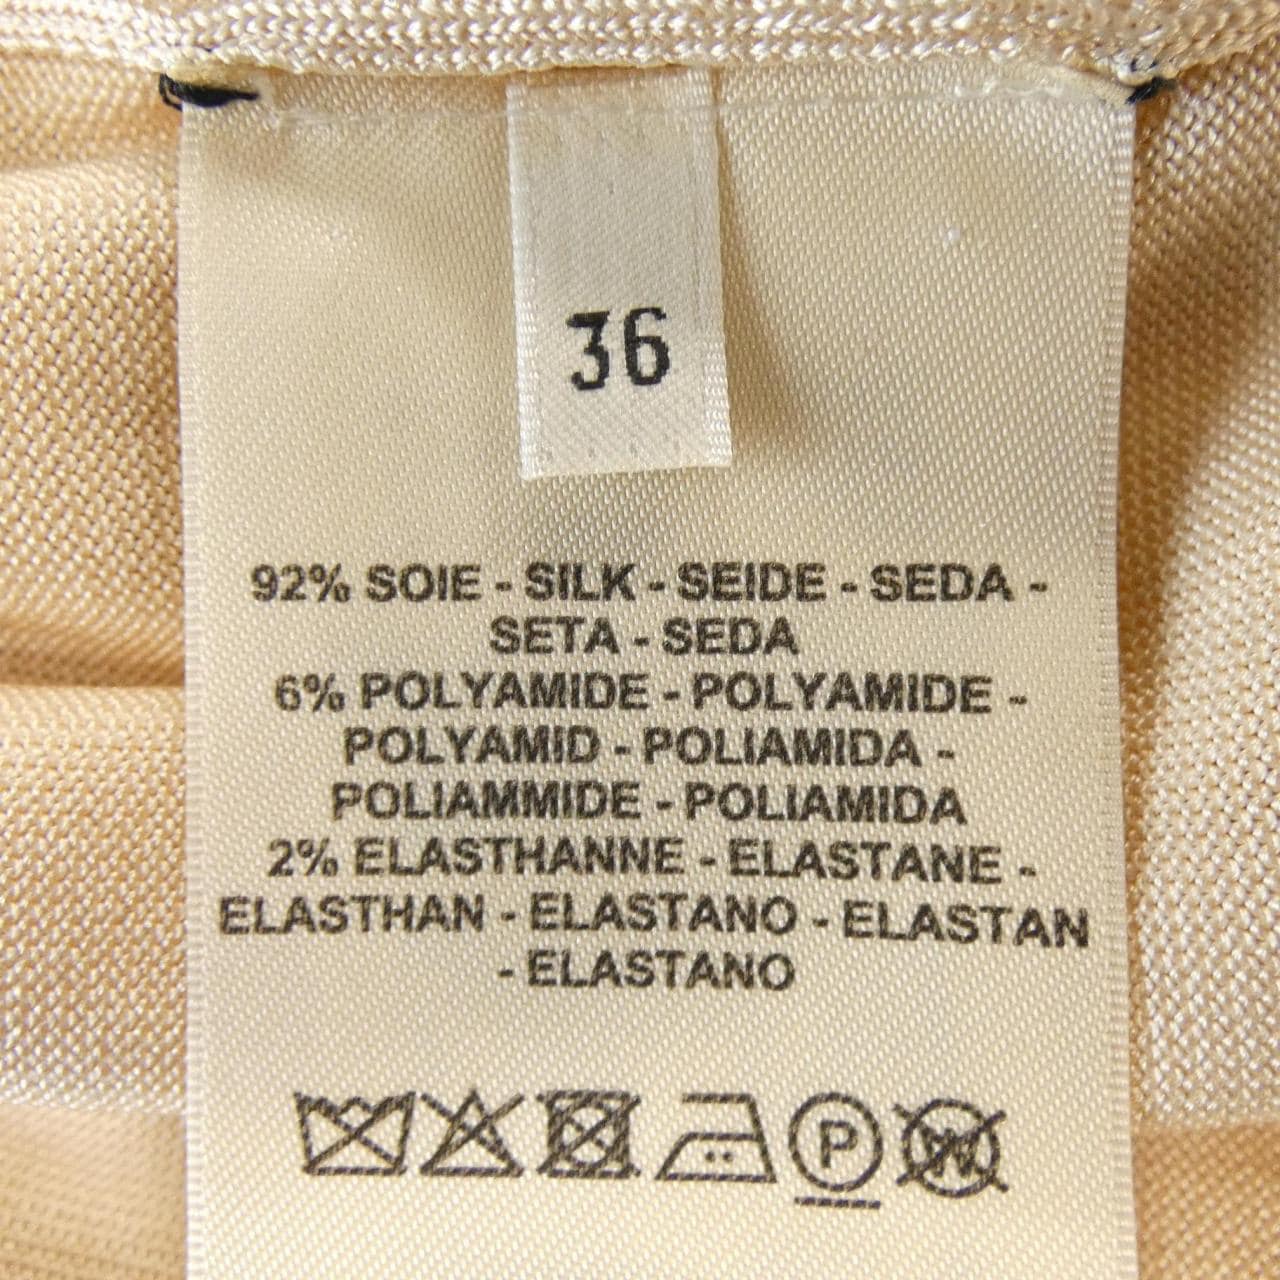 36
92% SOIE - SILK - SEIDE - SEDA -
SETA - SEDA
6% POLYAMIDE - POLYAMIDE -
POLYAMID - POLIAMIDA -
POLIAMMIDE - POLIAMIDA
2% ELASTHANNE - ELASTANE -
ELASTHAN - ELASTANO - ELASTAN
- ELASTANO
P W